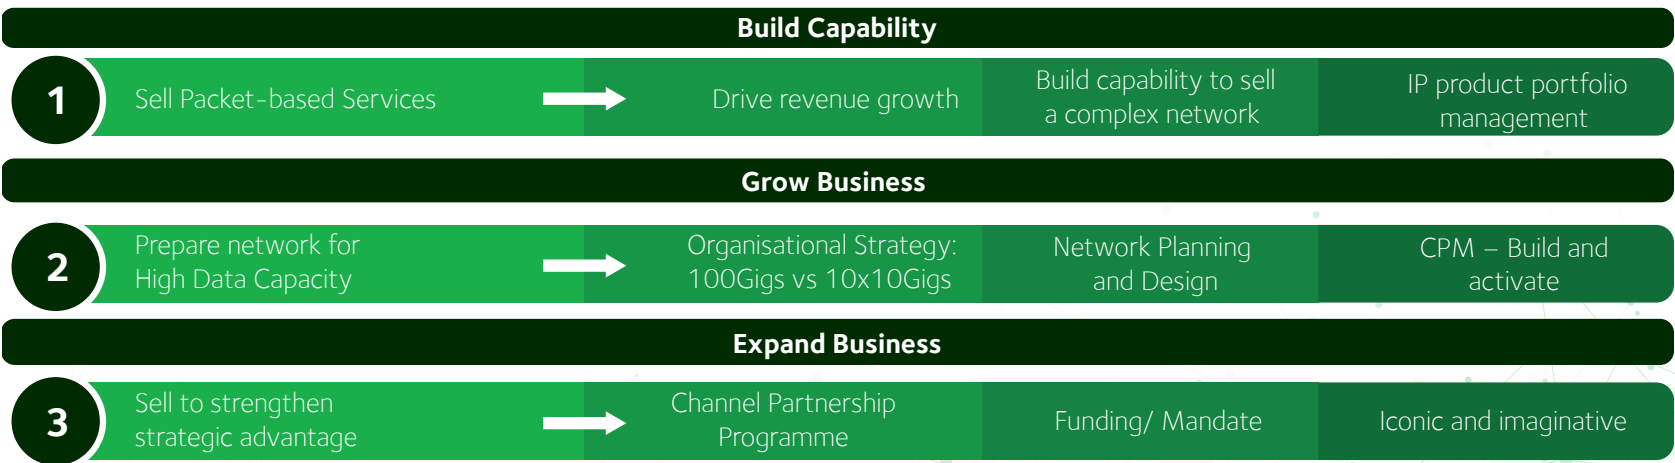 Build Capability
1
Sell Packet-based Services
Drive revenue growth
Build capability to sell
a complex network
IP product portfolio
management
Grow Business
2
Prepare network for
High Data Capacity
Organisational Strategy:
100Gigs vs 10x10Gigs
Network Planning
and Design
CPM – Build and
activate
Expand Business
3
Sell to strengthen
strategic advantage
Channel Partnership
Programme
Funding/ Mandate
Iconic and imaginative